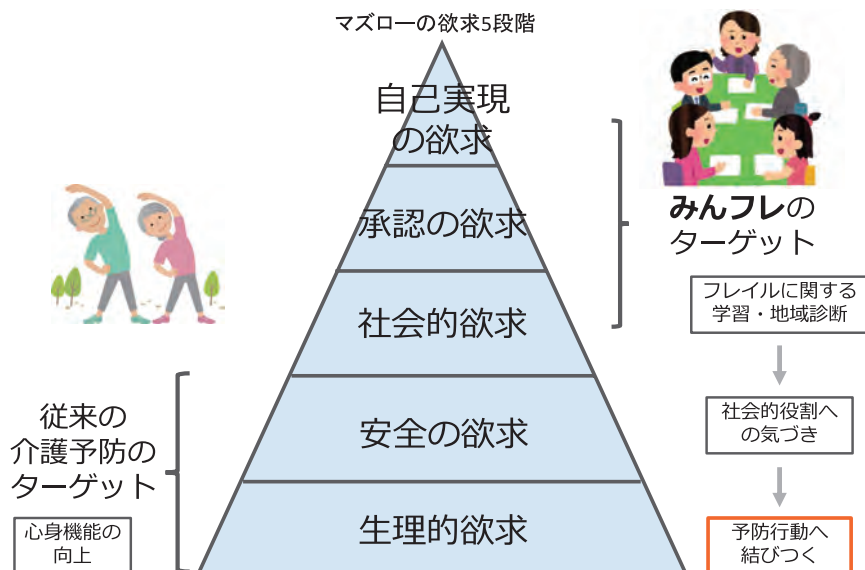 マズローの欲求5段階
自己実現
の欲求
承認の欲求
社会的欲求
安全の欲求
生理的欲求
従来の
介護予防の
ターゲット
心身機能の
向上
みんフレの
ターゲット
フレイルに関する
学習・地域診断
社会的役割へ
の気づき
予防行動へ
結びつく